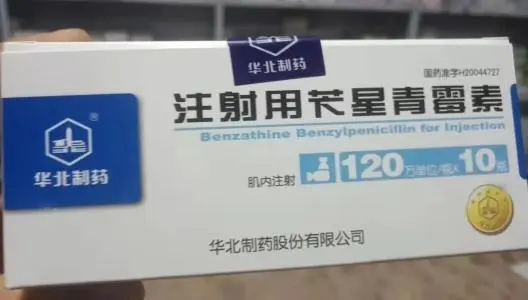 华北制药
国药准字H20044727
®
注射用苄星青霉素
Benzathine Benzylpenicillin for Injection
华北制药
肌内注射
120万单位/瓶X10瓶
华北制药股份有限公司